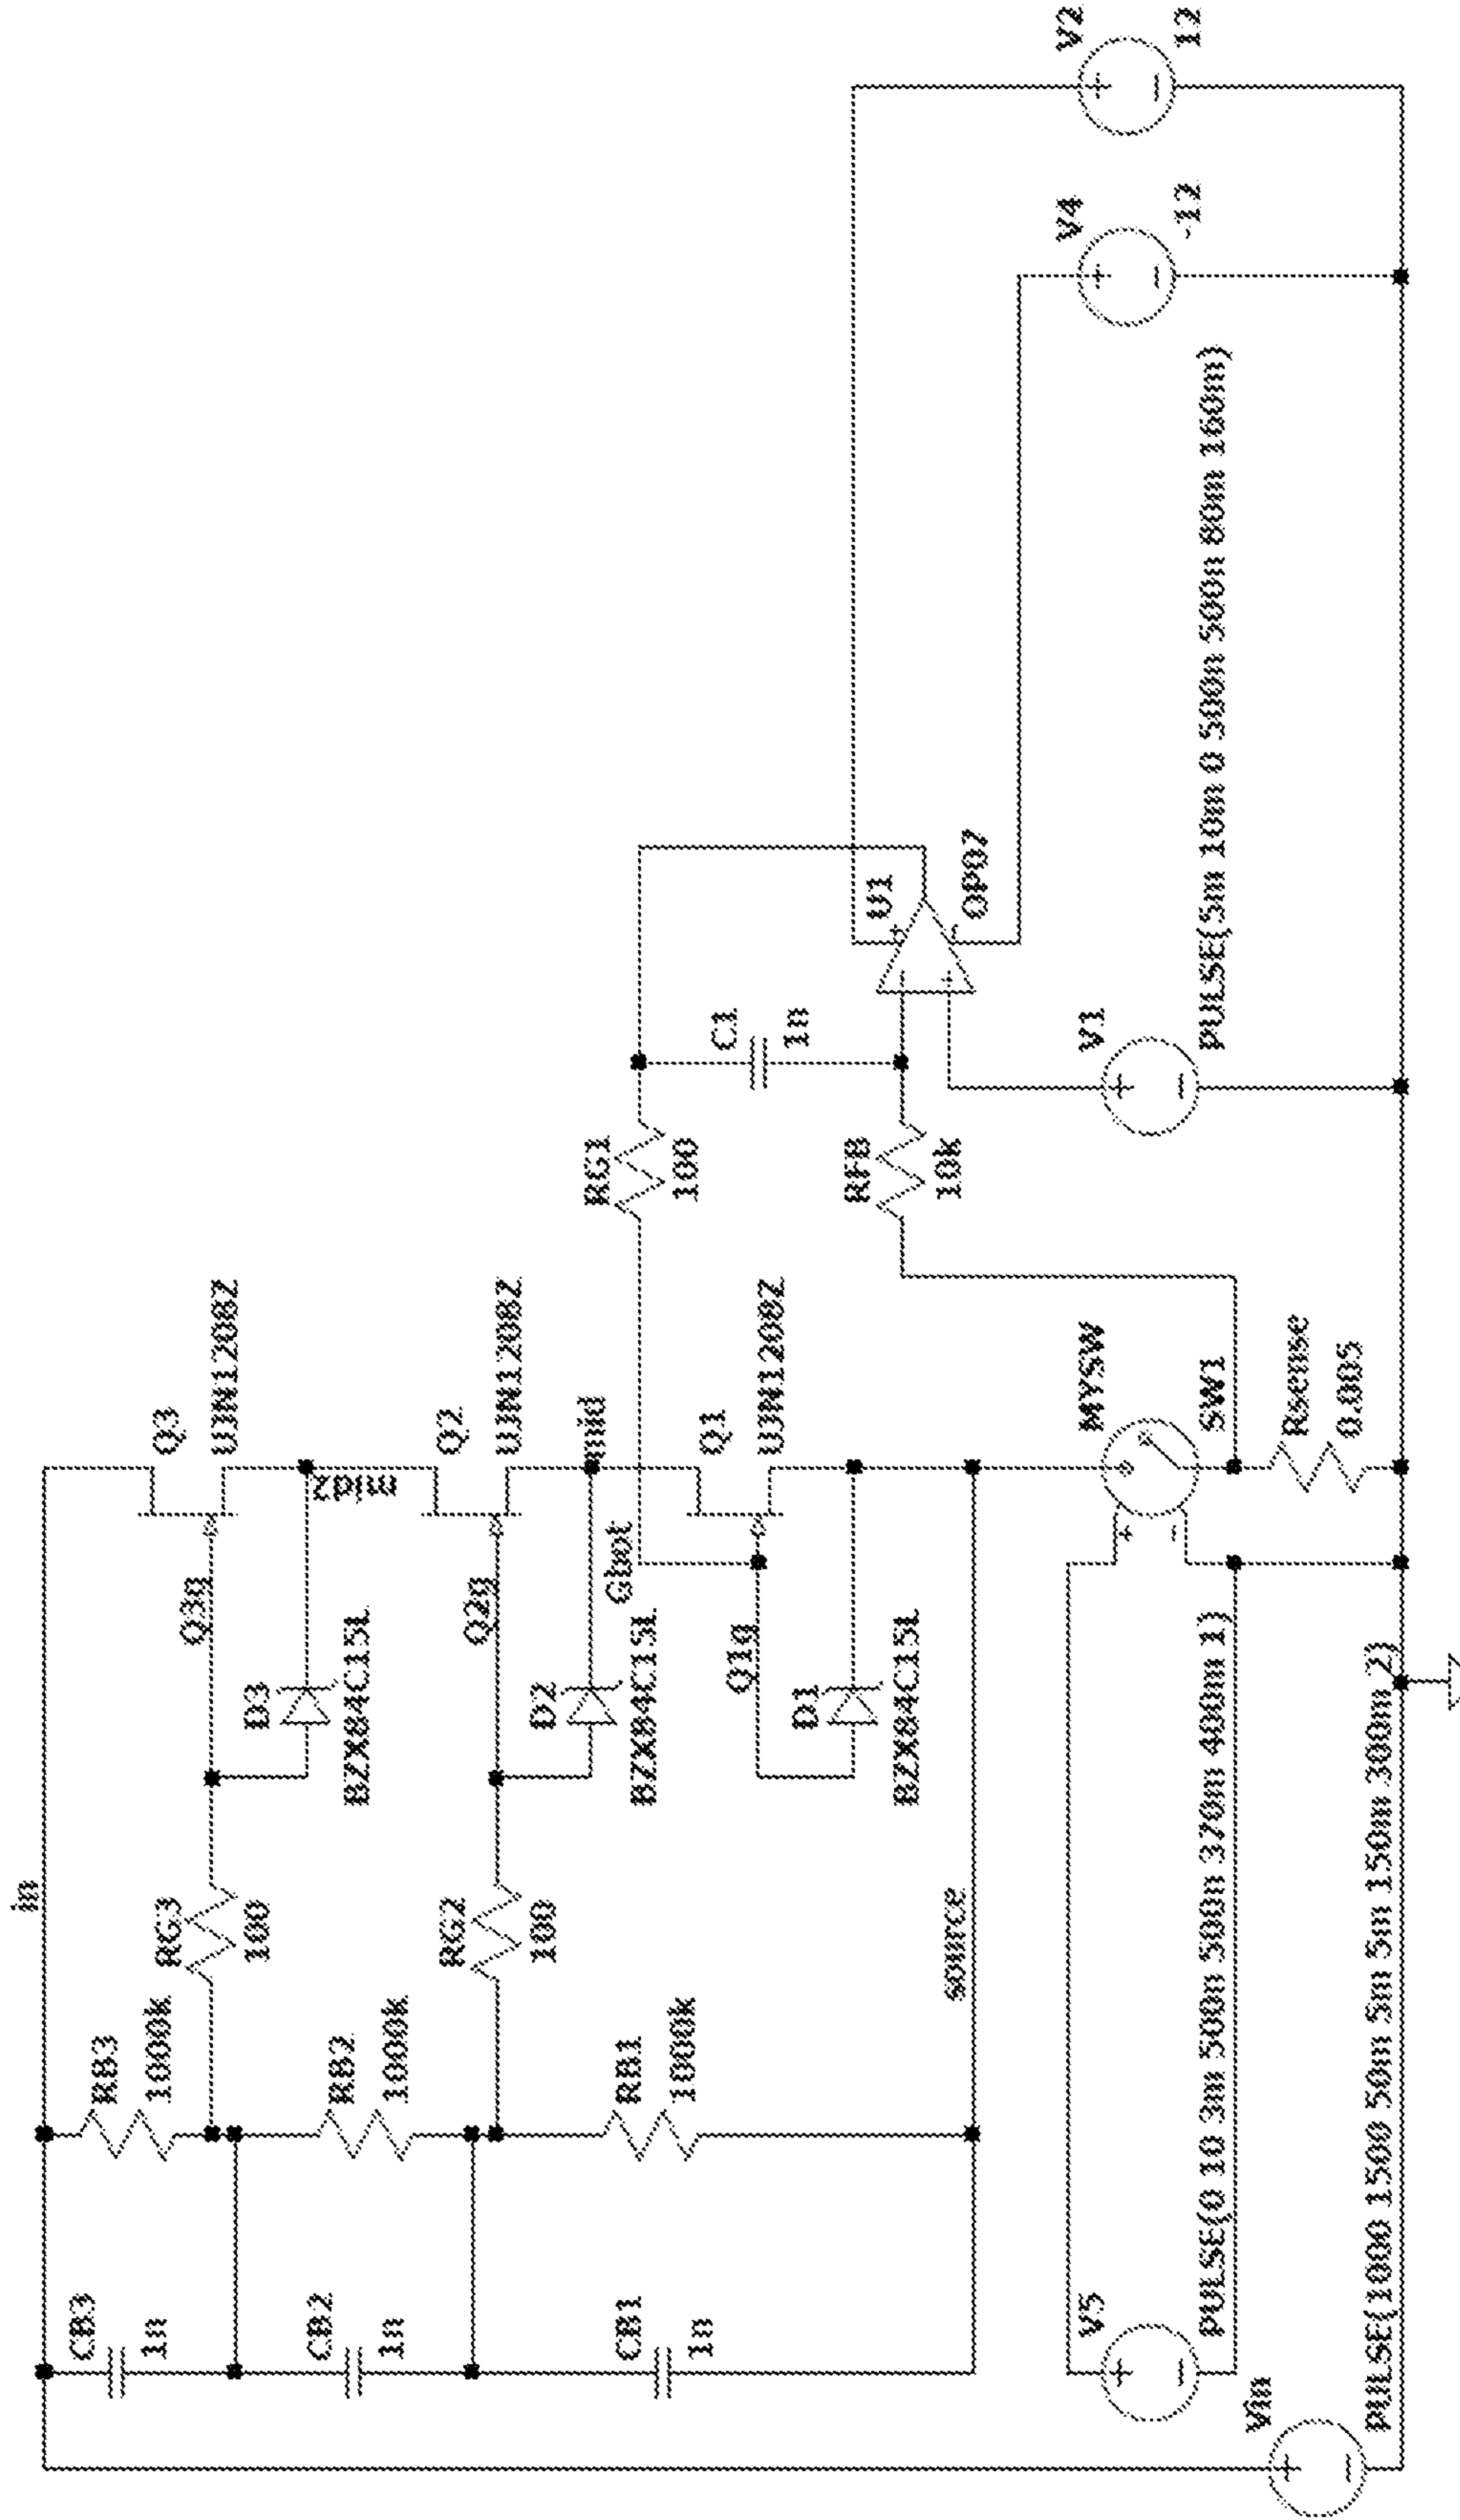 in
CB3
1n
RB3
1000k
RG3
100
Q3g
Q3
UJN1208Z
D3
BZX84C15L
mid2
CB2
1n
RB2
1000k
RG2
100
Q2g
Q2
UJN1208Z
D2
BZX84C15L
mid
Gbot
CB1
1n
RB1
1000k
Q1g
Q1
UJN1208Z
D1
BZX84C15L
source
RG1
100
C1
1n
RFB
10k
U1
OP07
V5
PULSE(0 10 3m 500n 500n 370m 400m 1)
MYSW
SW1
V1
PULSE(5m 10m 0 500n 500n 80m 160m)
V4
-12
V2
12
Vin
PULSE(1000 1500 50m 5m 5m 150m 300m 2)
Rsense
0.005